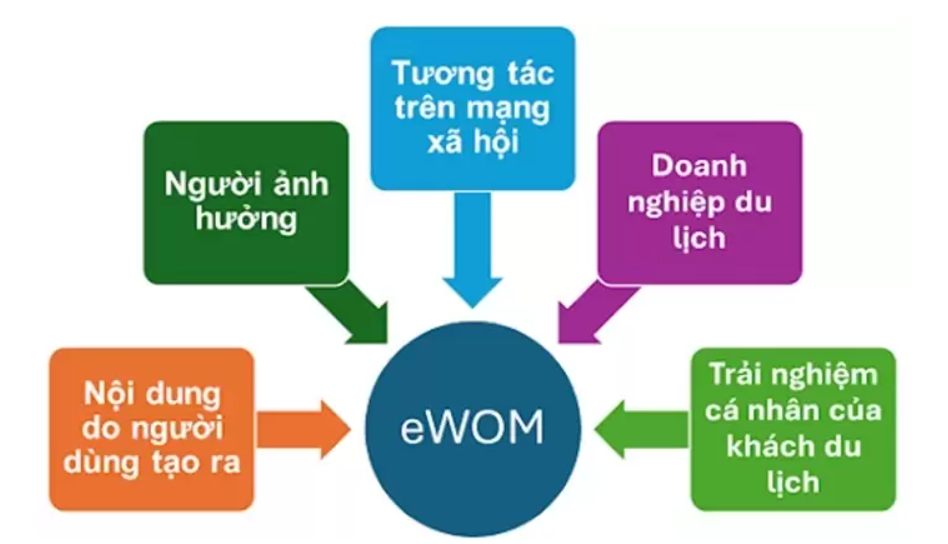 Tương tác
trên mạng
xã hội
Người ảnh
hưởng
Doanh
nghiệp du
lịch
Nội dung
do người
dùng tạo ra
eWOM
Trải nghiệm
cá nhân của
khách du
lịch